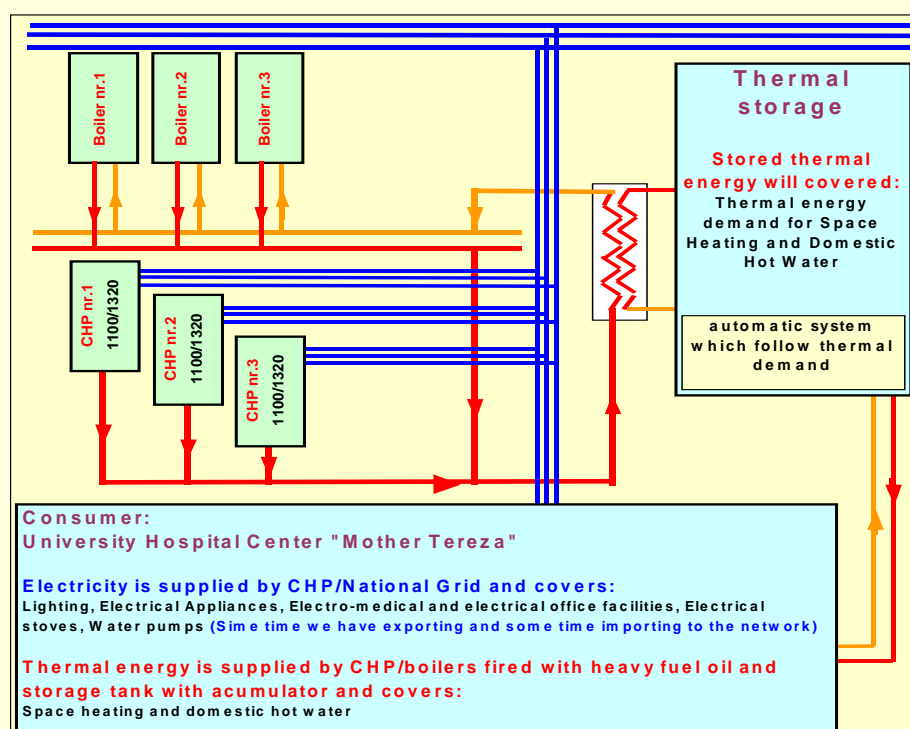 Boiler nr.1
Boiler nr.2
Boiler nr.3
Thermal
storage
Stored thermal
energy will covered:
Thermal energy
demand for Space
Heating and Domestic
Hot Water
automatic system
which follow thermal
demand
CHP nr.1
1100/1320
CHP nr.2
1100/1320
CHP nr.3
1100/1320
Consumer:
University Hospital Center "Mother Tereza"
Electricity is supplied by CHP/National Grid and covers:
Lighting, Electrical Appliances, Electro-medical and electrical office facilities, Electrical
stoves, Water pumps (Sime time we have exporting and some time importing to the network)
Thermal energy is supplied by CHP/boilers fired with heavy fuel oil and
storage tank with acumulator and covers:
Space heating and domestic hot water